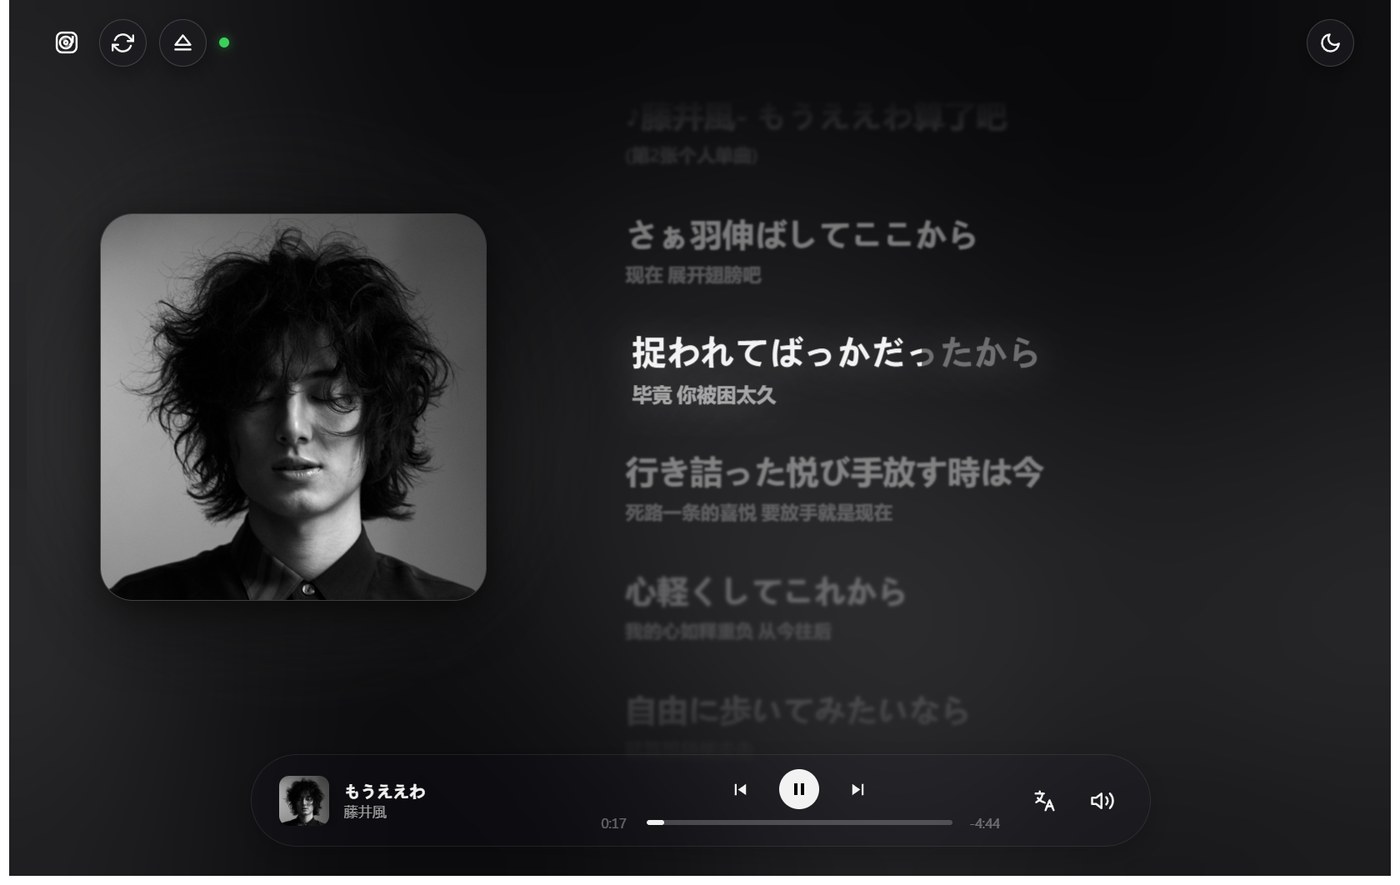 ♪藤井風- もうええわ算了吧
(第2张个人单曲)
さぁ羽伸ばしてここから
现在 展开翅膀吧
捉われてばっかだったから
毕竟 你被困太久
行き詰った悦び手放す時は今
死路一条的喜悦 要放手就是现在
心軽くしてこれから
我的心如释重负 从今往后
自由に歩いてみたいなら
もうええわ
藤井風
0:17
-4:44